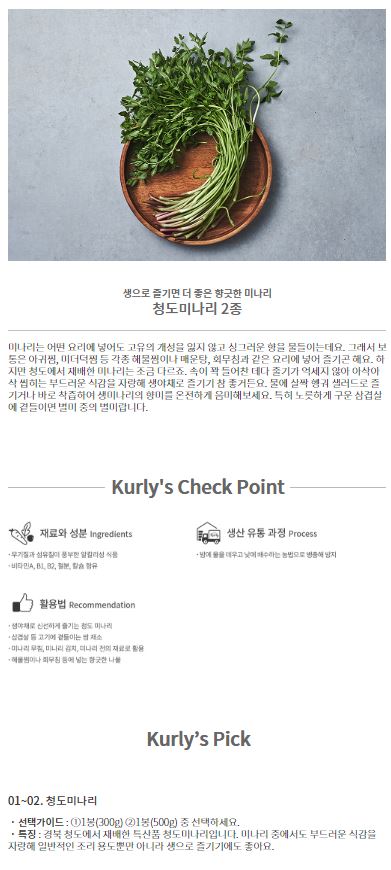 생으로 즐기면 더 좋은 향긋한 미나리
청도미나리 2종
미나리는 어떤 요리에 넣어도 고유의 개성을 잃지 않고 싱그러운 향을 물들이는데요. 그래서 보
통은 아귀찜, 미더덕찜 등 각종 해물찜이나 매운탕, 회무침과 같은 요리에 넣어 즐기곤 해요. 하
지만 청도에서 재배한 미나리는 조금 다르죠. 속이 꽉 들어찬 데다 줄기가 억세지 않아 아삭아
삭 씹히는 부드러운 식감을 자랑해 생야채로 즐기기 참 좋거든요. 물에 살짝 헹궈 샐러드로 즐
기거나 바로 착즙하여 생미나리의 향미를 온전하게 음미해보세요. 특히 노릇하게 구운 삼겹살
에 곁들이면 별미 중의 별미랍니다.
Kurly's Check Point
재료와 성분 Ingredients
· 무기질과 섬유질이 풍부한 알칼리성 식품
· 비타민A, B1, B2, 철분, 칼슘 함유
생산 유통 과정 Process
· 밤에 물을 채우고 낮에 배수하는 농법으로 병충해 방지
활용법 Recommendation
· 생야채로 신선하게 즐기는 청도 미나리
· 삼겹살 등 고기에 곁들이는 쌈 채소
· 미나리 무침, 미나리 김치, 미나리 전의 재료로 활용
· 해물찜이나 회무침 등에 넣는 향긋한 나물
Kurly's Pick
01~02. 청도미나리
· 선택가이드 : ①1봉(300g) ②1봉(500g) 중 선택하세요.
· 특징 : 경북 청도에서 재배한 특산품 청도미나리입니다. 미나리 중에서도 부드러운 식감을
자랑해 일반적인 조리 용도뿐만 아니라 생으로 즐기기에도 좋아요.